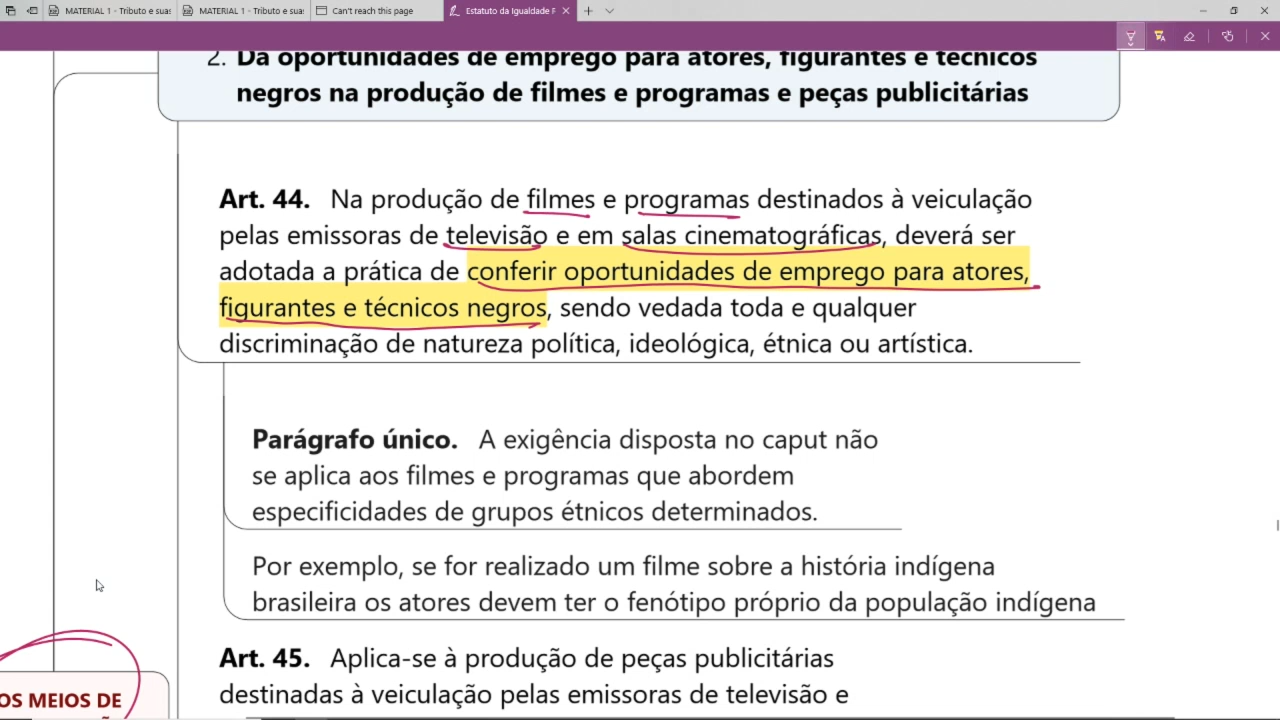 MATERIAL 1 - Tributo e sua:
MATERIAL 1 - Tributo e sua:
Can't reach this page
Estatuto da Igualdade F
2. Da oportunidades de emprego para atores, figurantes e técnicos
negros na produção de filmes e programas e peças publicitárias
Art. 44. Na produção de filmes e programas destinados à veiculação
pelas emissoras de televisão e em salas cinematográficas, deverá ser
adotada a prática de conferir oportunidades de emprego para atores,
figurantes e técnicos negros, sendo vedada toda e qualquer
discriminação de natureza política, ideológica, étnica ou artística.
Parágrafo único. A exigência disposta no caput não
se aplica aos filmes e programas que abordem
especificidades de grupos étnicos determinados.
Por exemplo, se for realizado um filme sobre a história indígena
brasileira os atores devem ter o fenótipo próprio da população indígena
Art. 45. Aplica-se à produção de peças publicitárias
destinadas à veiculação pelas emissoras de televisão e
OS MEIOS DE